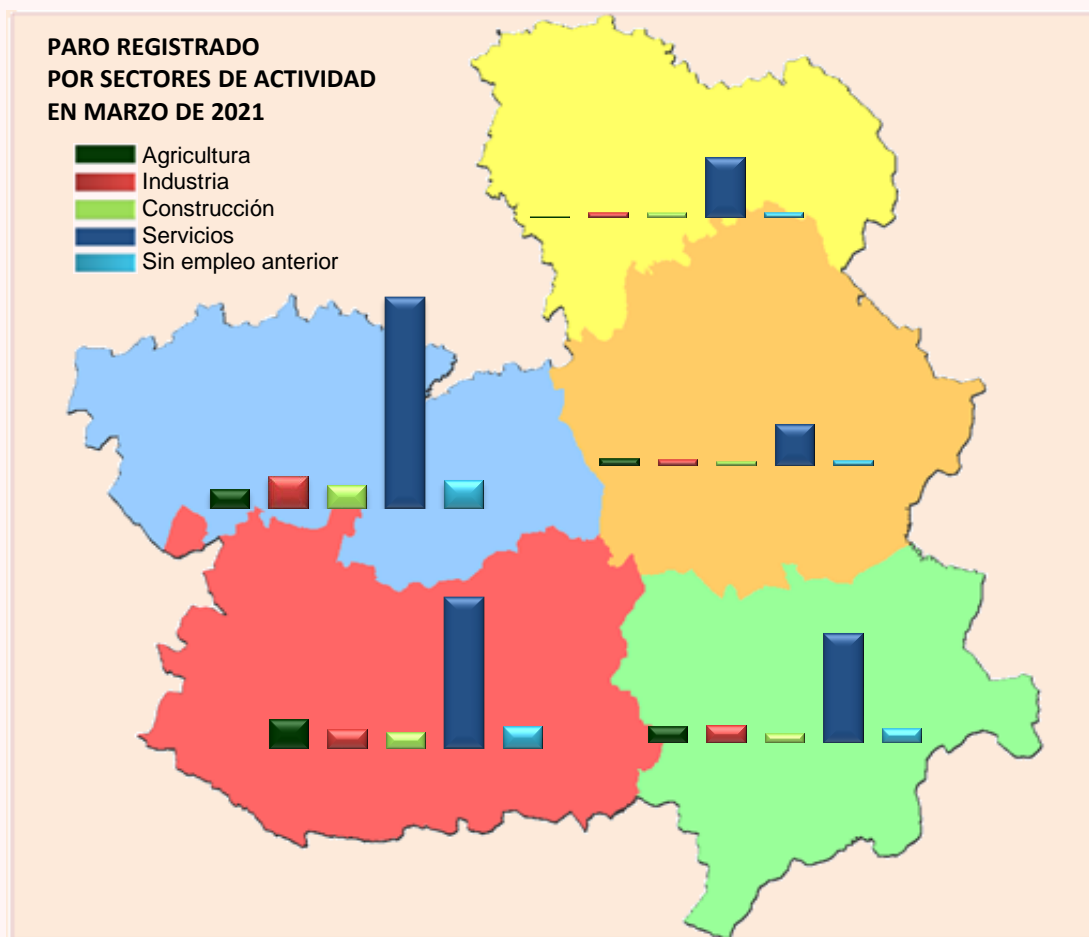 PARO REGISTRADO
POR SECTORES DE ACTIVIDAD
EN MARZO DE 2021
Agricultura
Industria
Construcción
Servicios
Sin empleo anterior